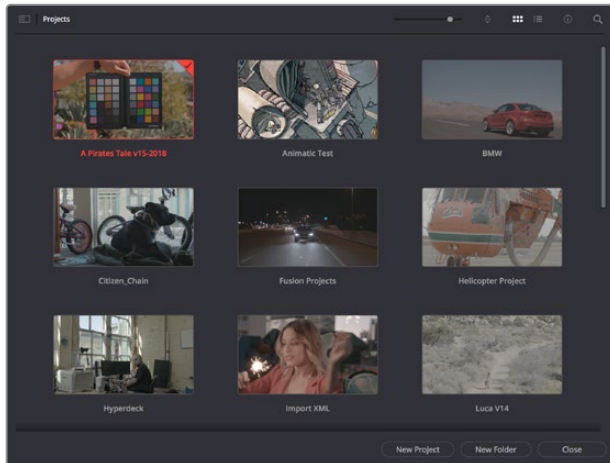 Projects
A Pirates Tale v15-2018
Animatic Test
BMW
Citizen_Chain
Fusion Projects
Helicopter Project
Hyperdeck
Import XML
Luca V14
New Project
New Folder
Close